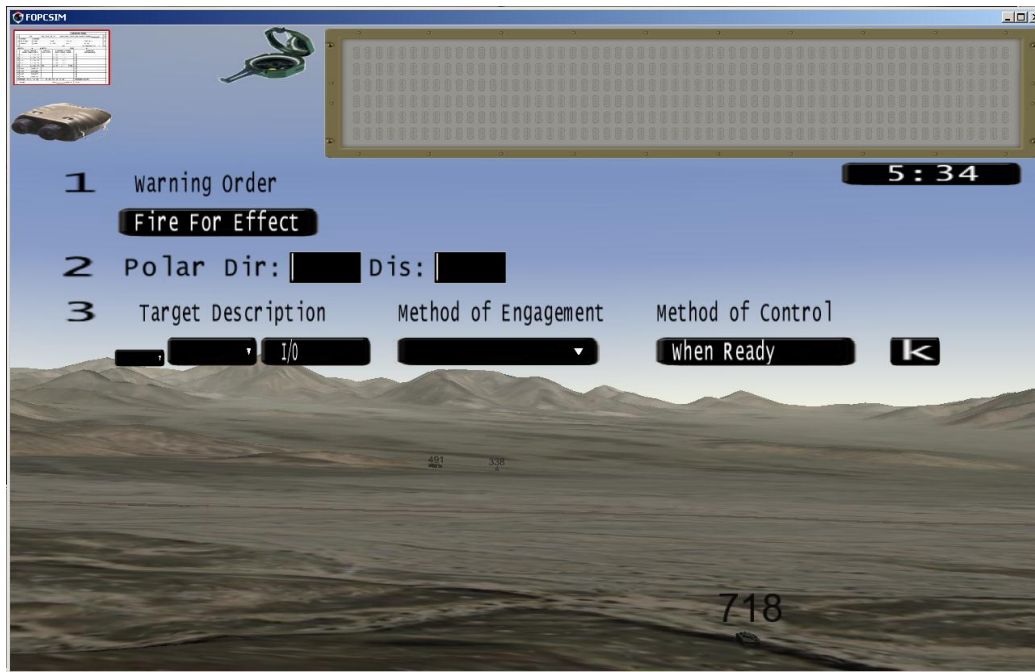 FOPCSIM
5:34
1 Warning Order
Fire For Effect
2 Polar Dir: Dis:
3 Target Description Method of Engagement Method of Control
I/O When Ready K
491 338
718